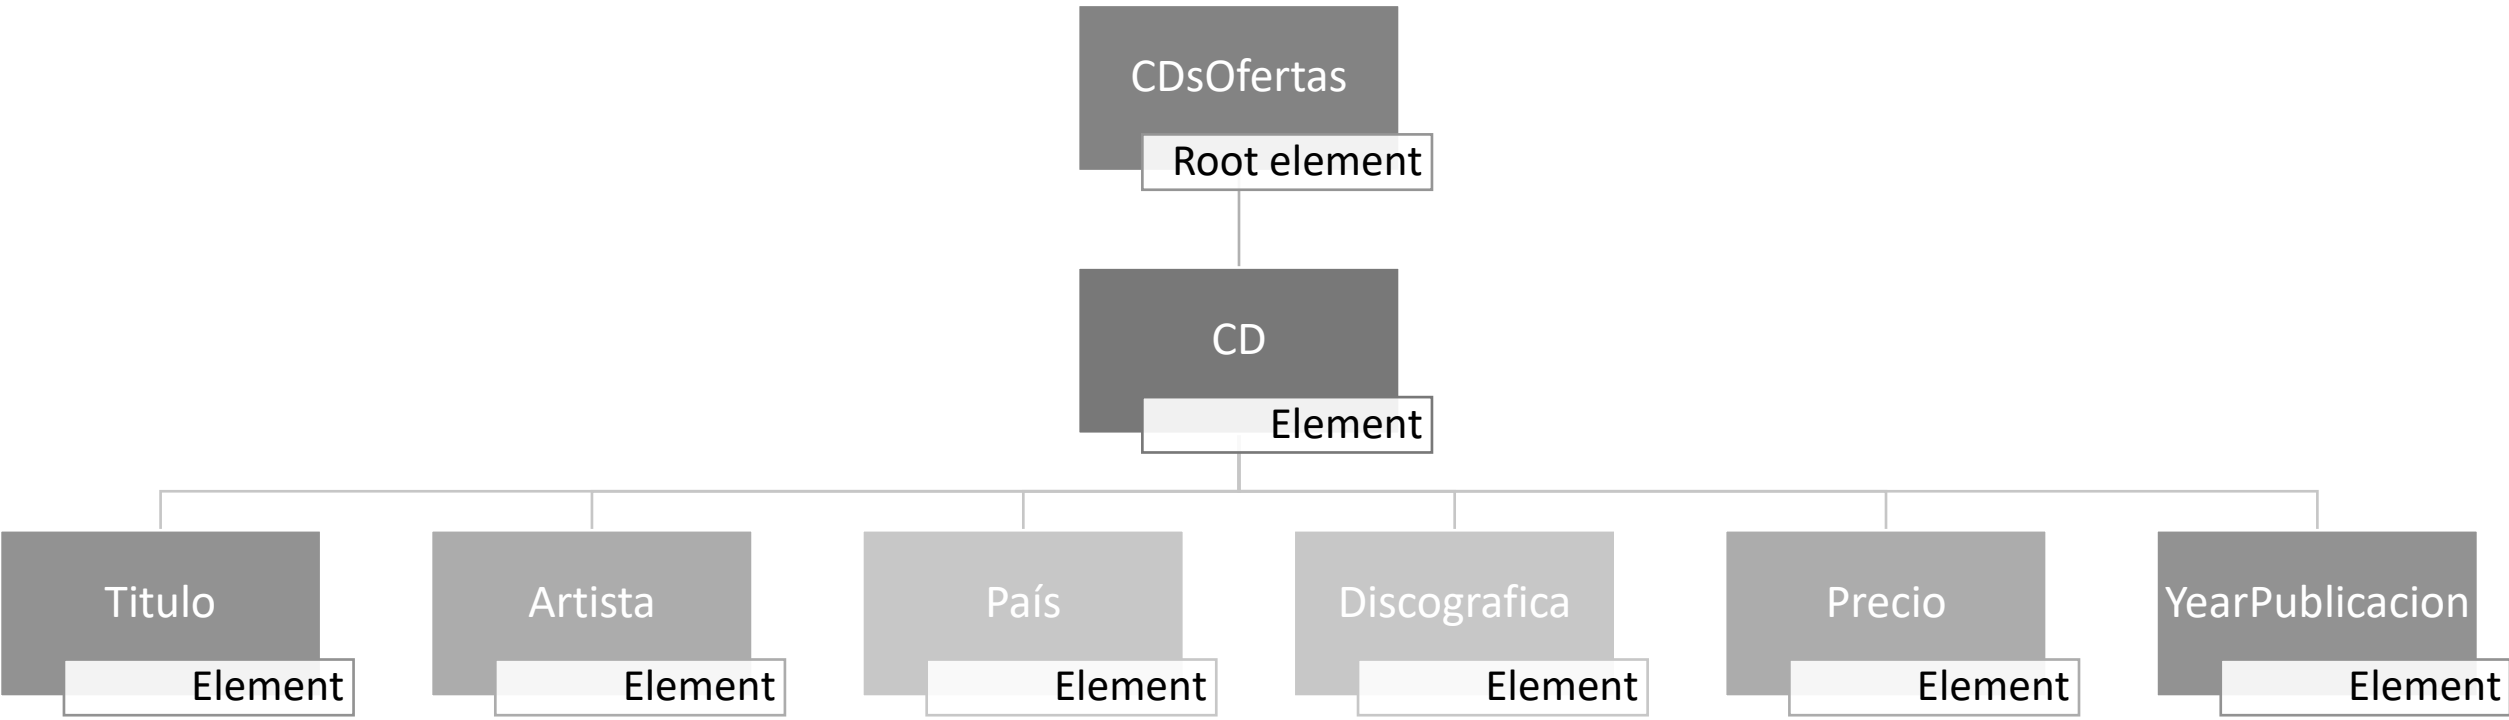 CDsOfertas
Root element
CD
Element
Titulo
Element
Artista
Element
País
Element
Discografica
Element
Precio
Element
YearPublicacion
Element